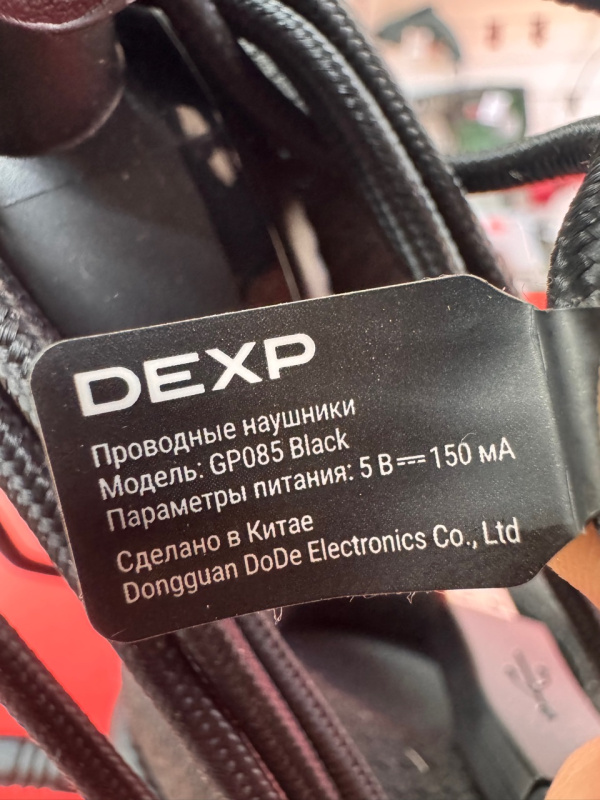 DEXP
Проводные наушники
Модель: GP085 Black
Параметры питания: 5 В⎓150 мА
Сделано в Китае
Dongguan DoDe Electronics Co., Ltd